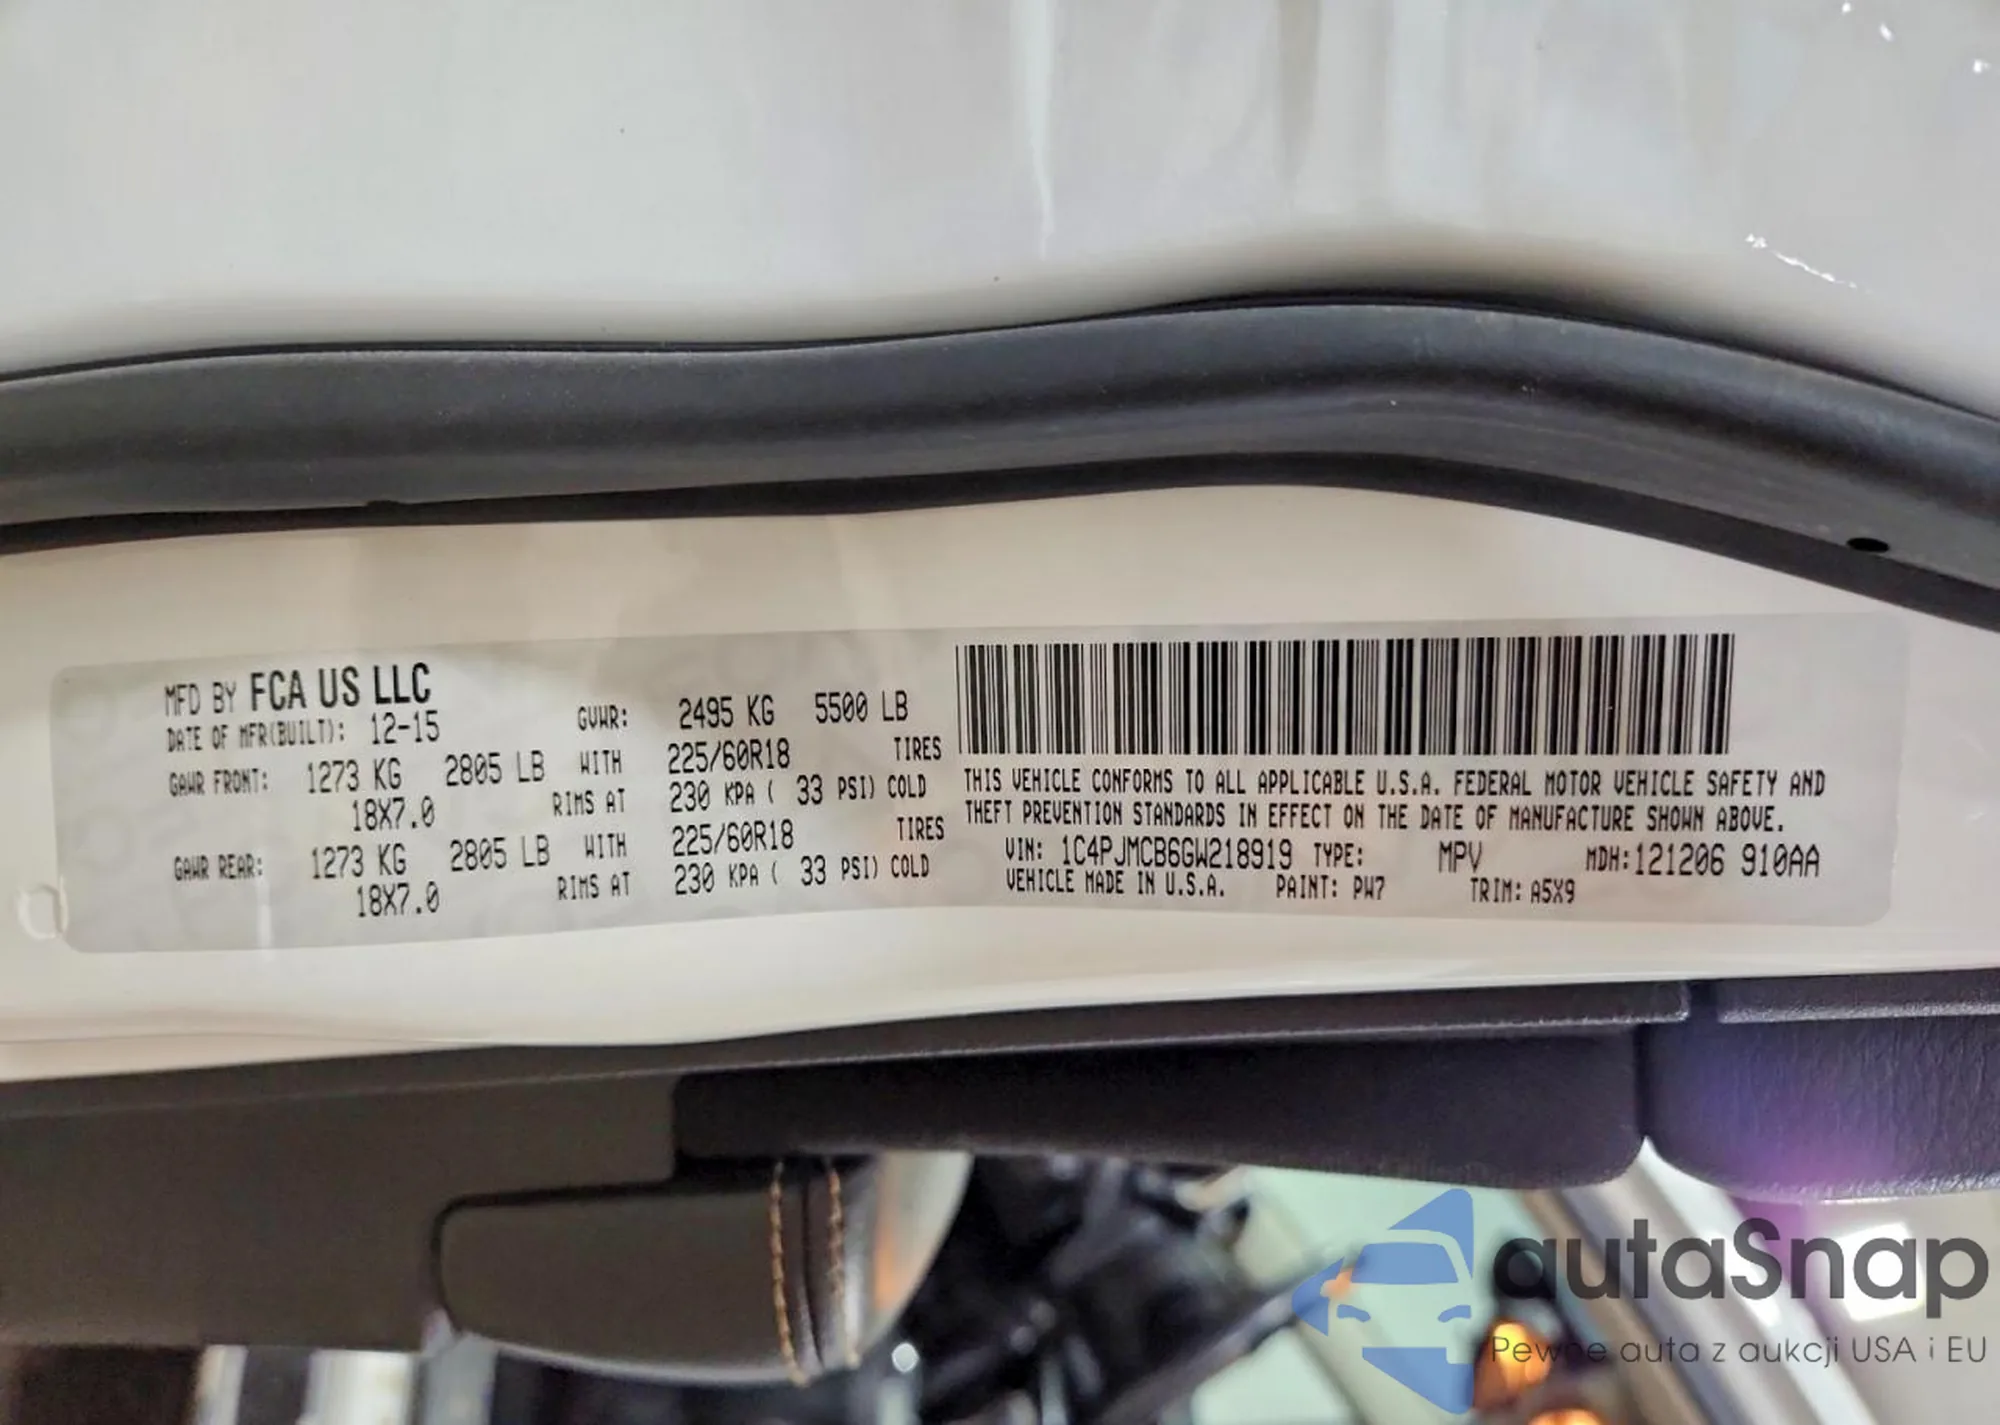 MFD BY FCA US LLC
DATE OF MFR(BUILT): 12-15 GVWR: 2495 KG 5500 LB
GAWR FRONT: 1273 KG 2805 LB WITH 225/60R18 TIRES
18X7.0 RIMS AT 230 KPA ( 33 PSI) COLD
GAWR REAR: 1273 KG 2805 LB WITH 225/60R18 TIRES
18X7.0 RIMS AT 230 KPA ( 33 PSI) COLD
THIS VEHICLE CONFORMS TO ALL APPLICABLE U.S.A. FEDERAL MOTOR VEHICLE SAFETY AND
THEFT PREVENTION STANDARDS IN EFFECT ON THE DATE OF MANUFACTURE SHOWN ABOVE.
VIN: 1C4PJMCB6GW218919 TYPE: MPV MDH:121206 910AA
VEHICLE MADE IN U.S.A. PAINT: PW7 TRIM: A5X9
autaSnap
Pewne auta z aukcji USA i EU